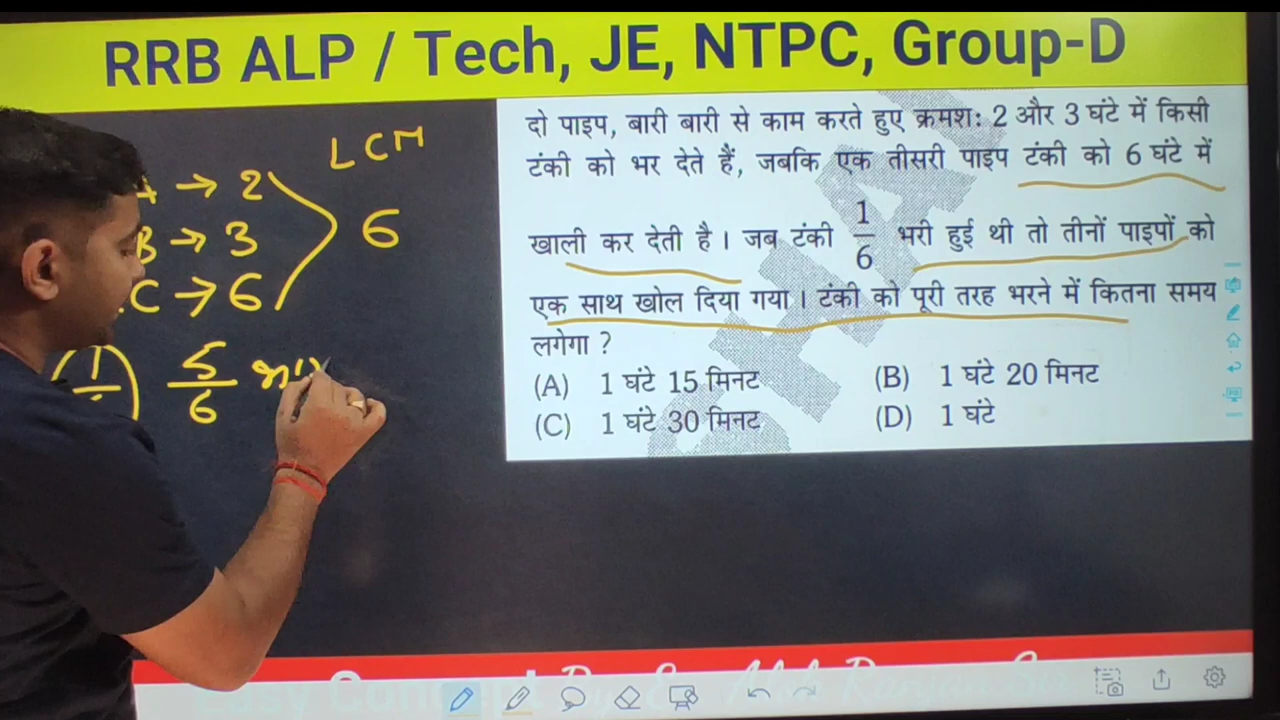 RRB ALP / Tech, JE, NTPC, Group-D
LCM
A → 2
B → 3
C → 6
6
5/6
दो पाइप, बारी बारी से काम करते हुए क्रमश: 2 और 3 घंटे में किसी
टंकी को भर देते हैं, जबकि एक तीसरी पाइप टंकी को 6 घंटे में
खाली कर देती है। जब टंकी 1/6 भरी हुई थी तो तीनों पाइपों को
एक साथ खोल दिया गया। टंकी को पूरी तरह भरने में कितना समय
लगेगा ?
(A) 1 घंटे 15 मिनट (B) 1 घंटे 20 मिनट
(C) 1 घंटे 30 मिनट (D) 1 घंटे